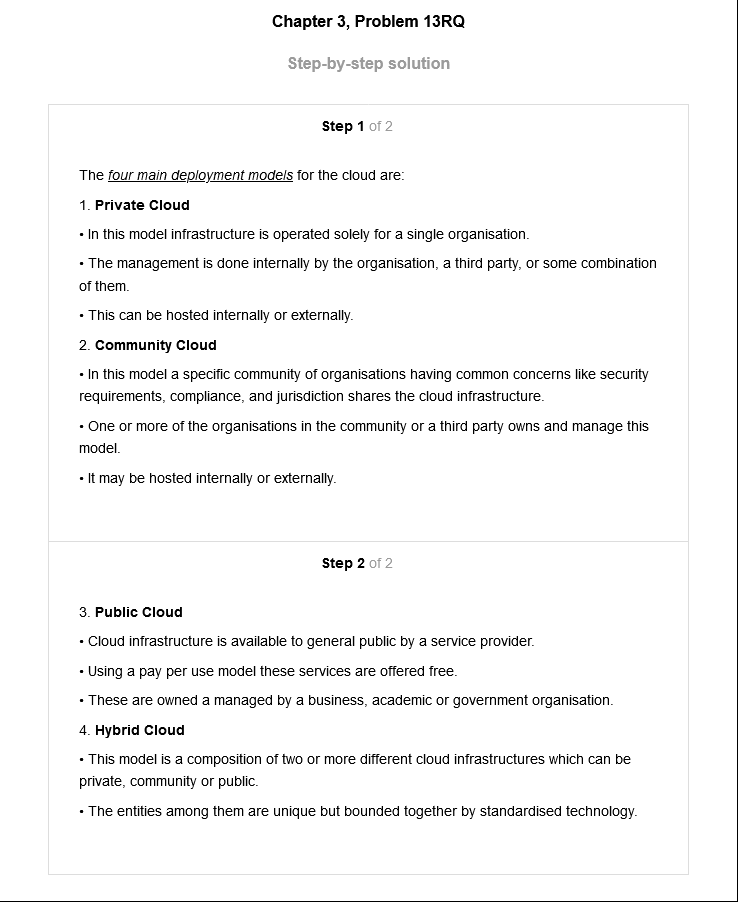 Chapter 3, Problem 13RQ
Step-by-step solution
Step 1 of 2
The four main deployment models for the cloud are:
1. Private Cloud
• In this model infrastructure is operated solely for a single organisation.
• The management is done internally by the organisation, a third party, or some combination
of them.
• This can be hosted internally or externally.
2. Community Cloud
• In this model a specific community of organisations having common concerns like security
requirements, compliance, and jurisdiction shares the cloud infrastructure.
• One or more of the organisations in the community or a third party owns and manage this
model.
• It may be hosted internally or externally.
Step 2 of 2
3. Public Cloud
• Cloud infrastructure is available to general public by a service provider.
• Using a pay per use model these services are offered free.
• These are owned a managed by a business, academic or government organisation.
4. Hybrid Cloud
• This model is a composition of two or more different cloud infrastructures which can be
private, community or public.
• The entities among them are unique but bounded together by standardised technology.